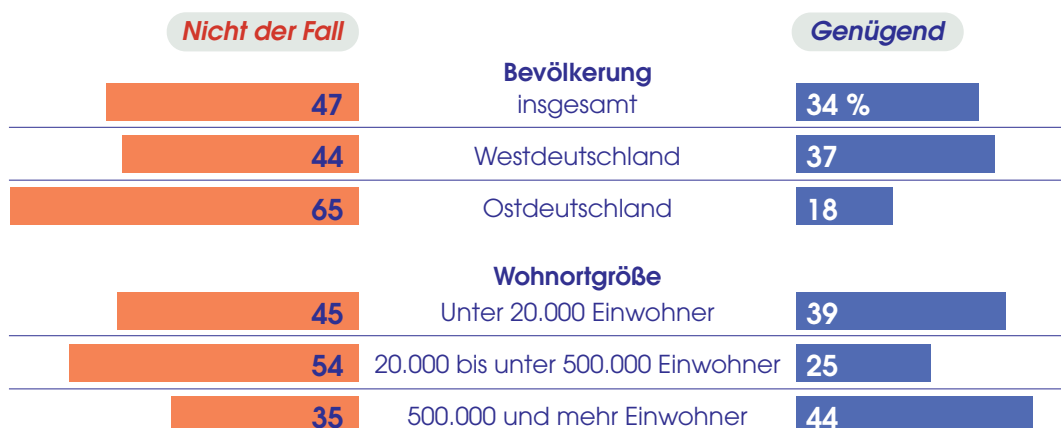 Nicht der Fall Genügend
Bevölkerung
47 insgesamt 34 %
44 Westdeutschland 37
65 Ostdeutschland 18
Wohnortgröße
45 Unter 20.000 Einwohner 39
54 20.000 bis unter 500.000 Einwohner 25
35 500.000 und mehr Einwohner 44